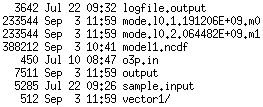 3642 Jul 22 09:32 logfile.output
233544 Sep 3 11:59 mode.10.1.191206E+09.m0
233544 Sep 3 11:59 mode.10.2.064482E+09.m1
388212 Sep 3 10:41 model1.ncdf
450 Jul 10 08:47 o3p.in
7511 Sep 3 11:59 output
5285 Jul 22 09:26 sample.input
512 Sep 3 11:59 vector1/